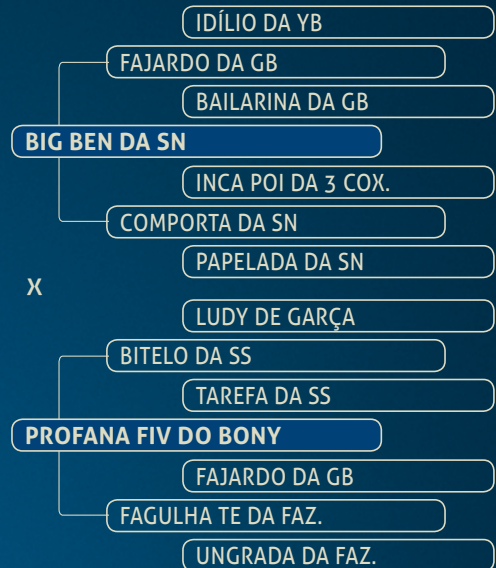 IDÍLIO DA YB
FAJARDO DA GB
BAILARINA DA GB
BIG BEN DA SN
INCA POI DA 3 COX.
COMPORTA DA SN
PAPELADA DA SN
X
LUDY DE GARÇA
BITELO DA SS
TAREFA DA SS
PROFANA FIV DO BONY
FAJARDO DA GB
FAGULHA TE DA FAZ.
UNGRADA DA FAZ.